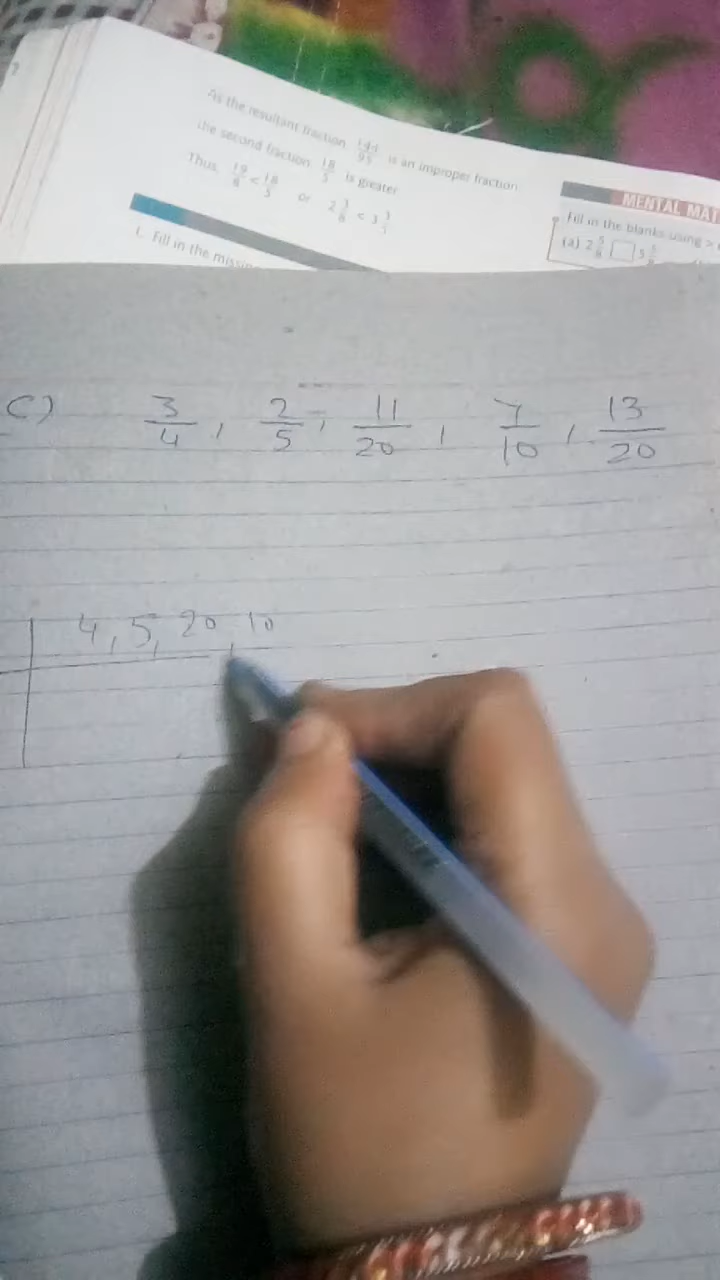 As the resultant fraction 144/95 is an improper fraction
the second fraction 18/5 is greater
Thus, 19/8 < 18/5 or 2 3/8 < 3 3/5
1. Fill in the
MENTAL
Fill in the blanks using >
(a) 2 5/8 □ 5
C) 3/4, 2/5, 11/20, 7/10, 13/20
4, 5, 20, 10